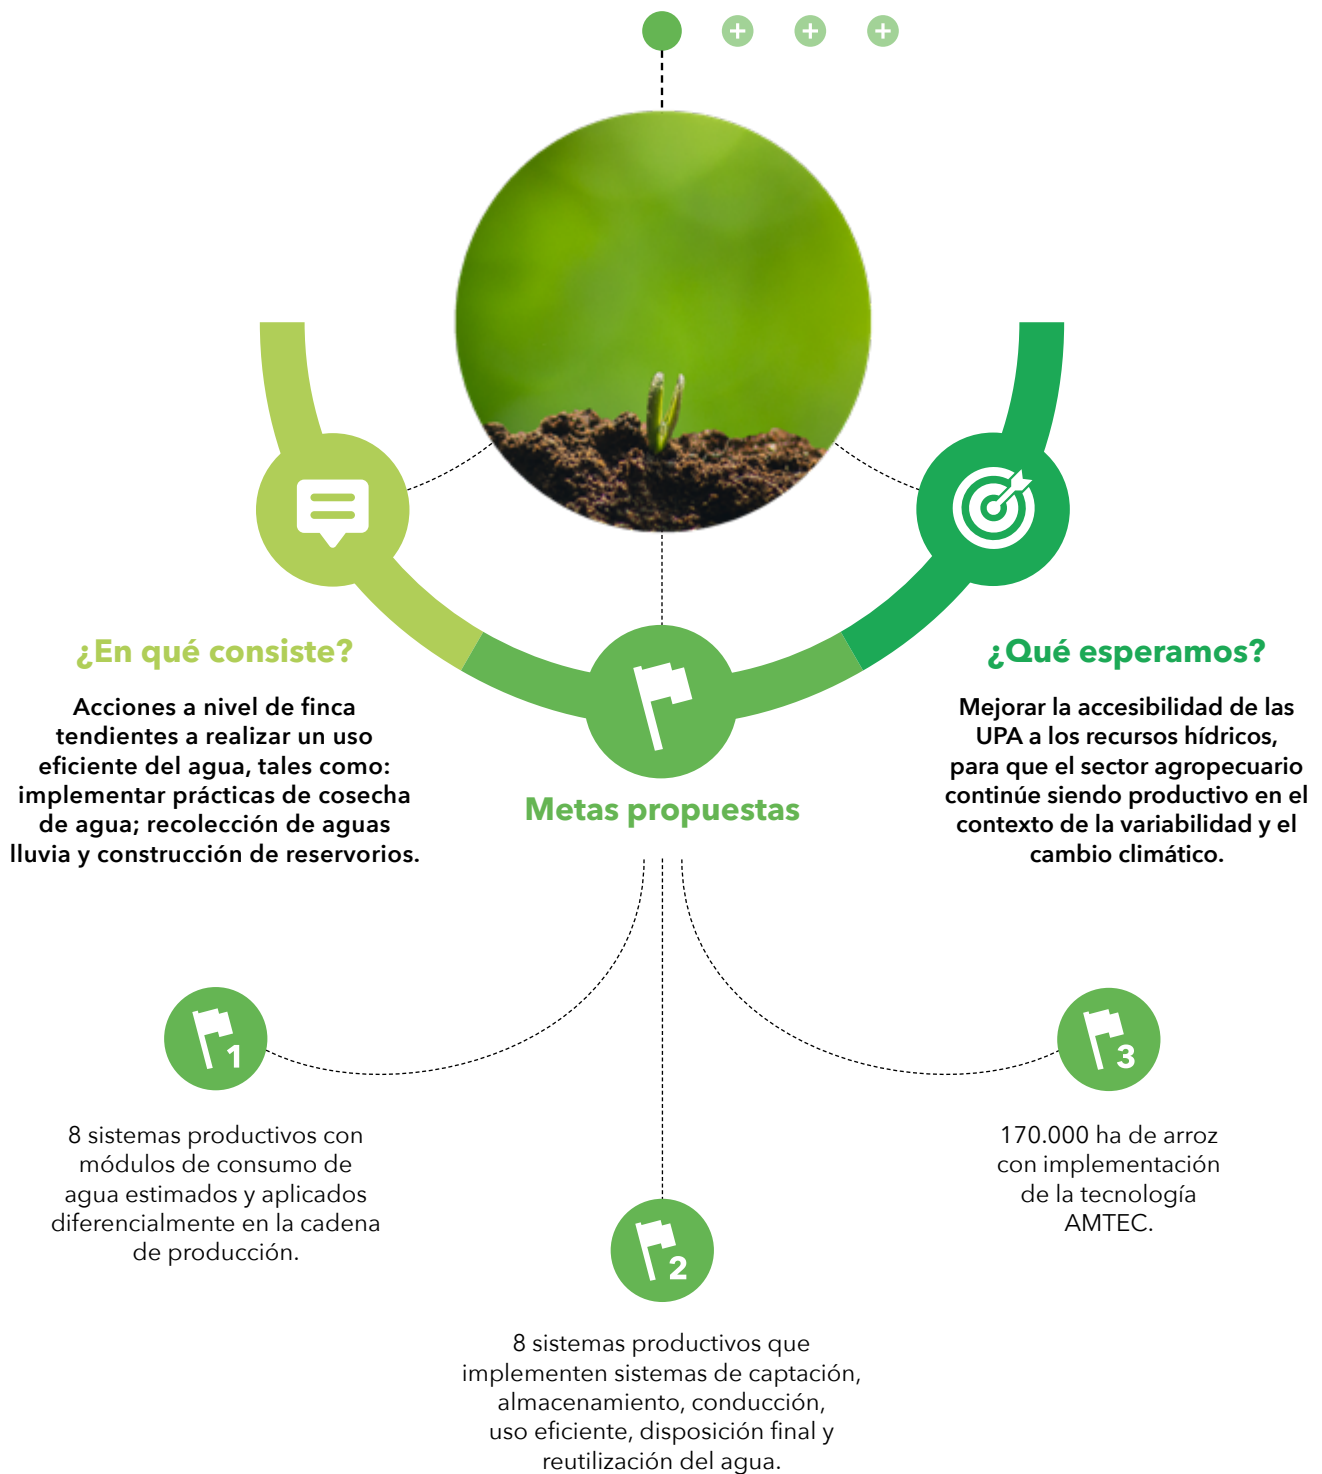 ¿En qué consiste?
Acciones a nivel de finca
tendientes a realizar un uso
eficiente del agua, tales como:
implementar prácticas de cosecha
de agua; recolección de aguas
lluvia y construcción de reservorios.
Metas propuestas
¿Qué esperamos?
Mejorar la accesibilidad de las
UPA a los recursos hídricos,
para que el sector agropecuario
continúe siendo productivo en el
contexto de la variabilidad y el
cambio climático.
1
8 sistemas productivos con
módulos de consumo de
agua estimados y aplicados
diferencialmente en la cadena
de producción.
2
8 sistemas productivos que
implementen sistemas de captación,
almacenamiento, conducción,
uso eficiente, disposición final y
reutilización del agua.
3
170.000 ha de arroz
con implementación
de la tecnología
AMTEC.